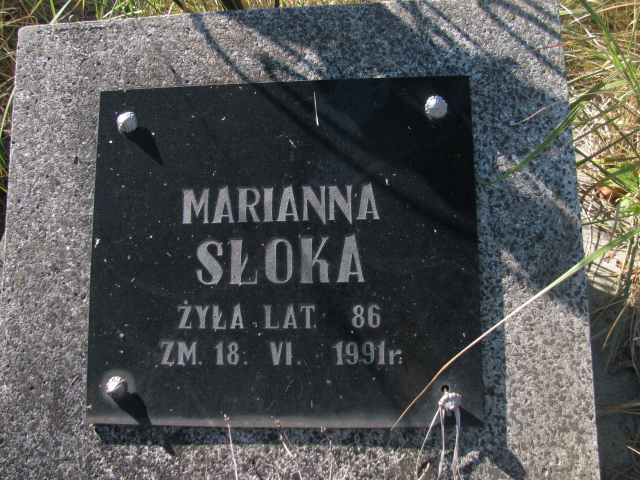 MARIANNA
SŁOKA
ŻYŁA LAT. 86
ZM. 18. VI. 1991r.